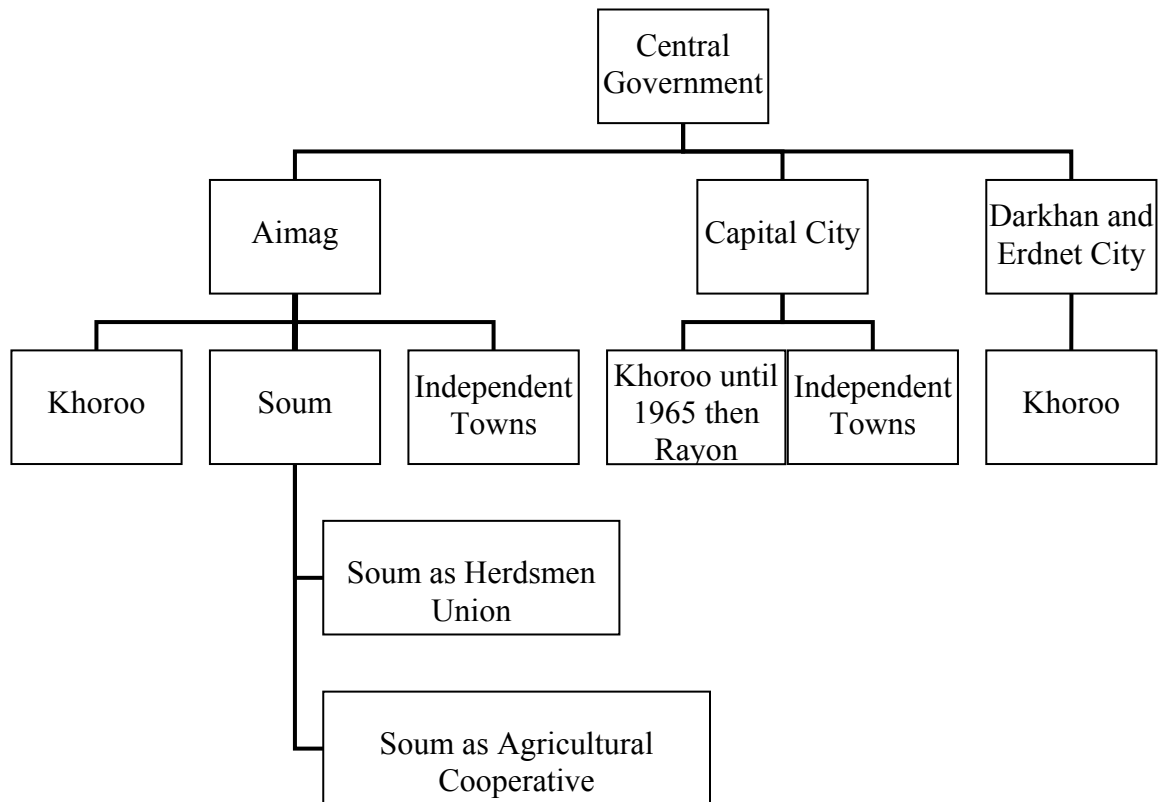 Central
Government
Aimag
Capital City
Darkhan and
Erdnet City
Khoroo
Soum
Independent
Towns
Khoroo until
1965 then
Rayon
Independent
Towns
Khoroo
Soum as Herdsmen
Union
Soum as Agricultural
Cooperative